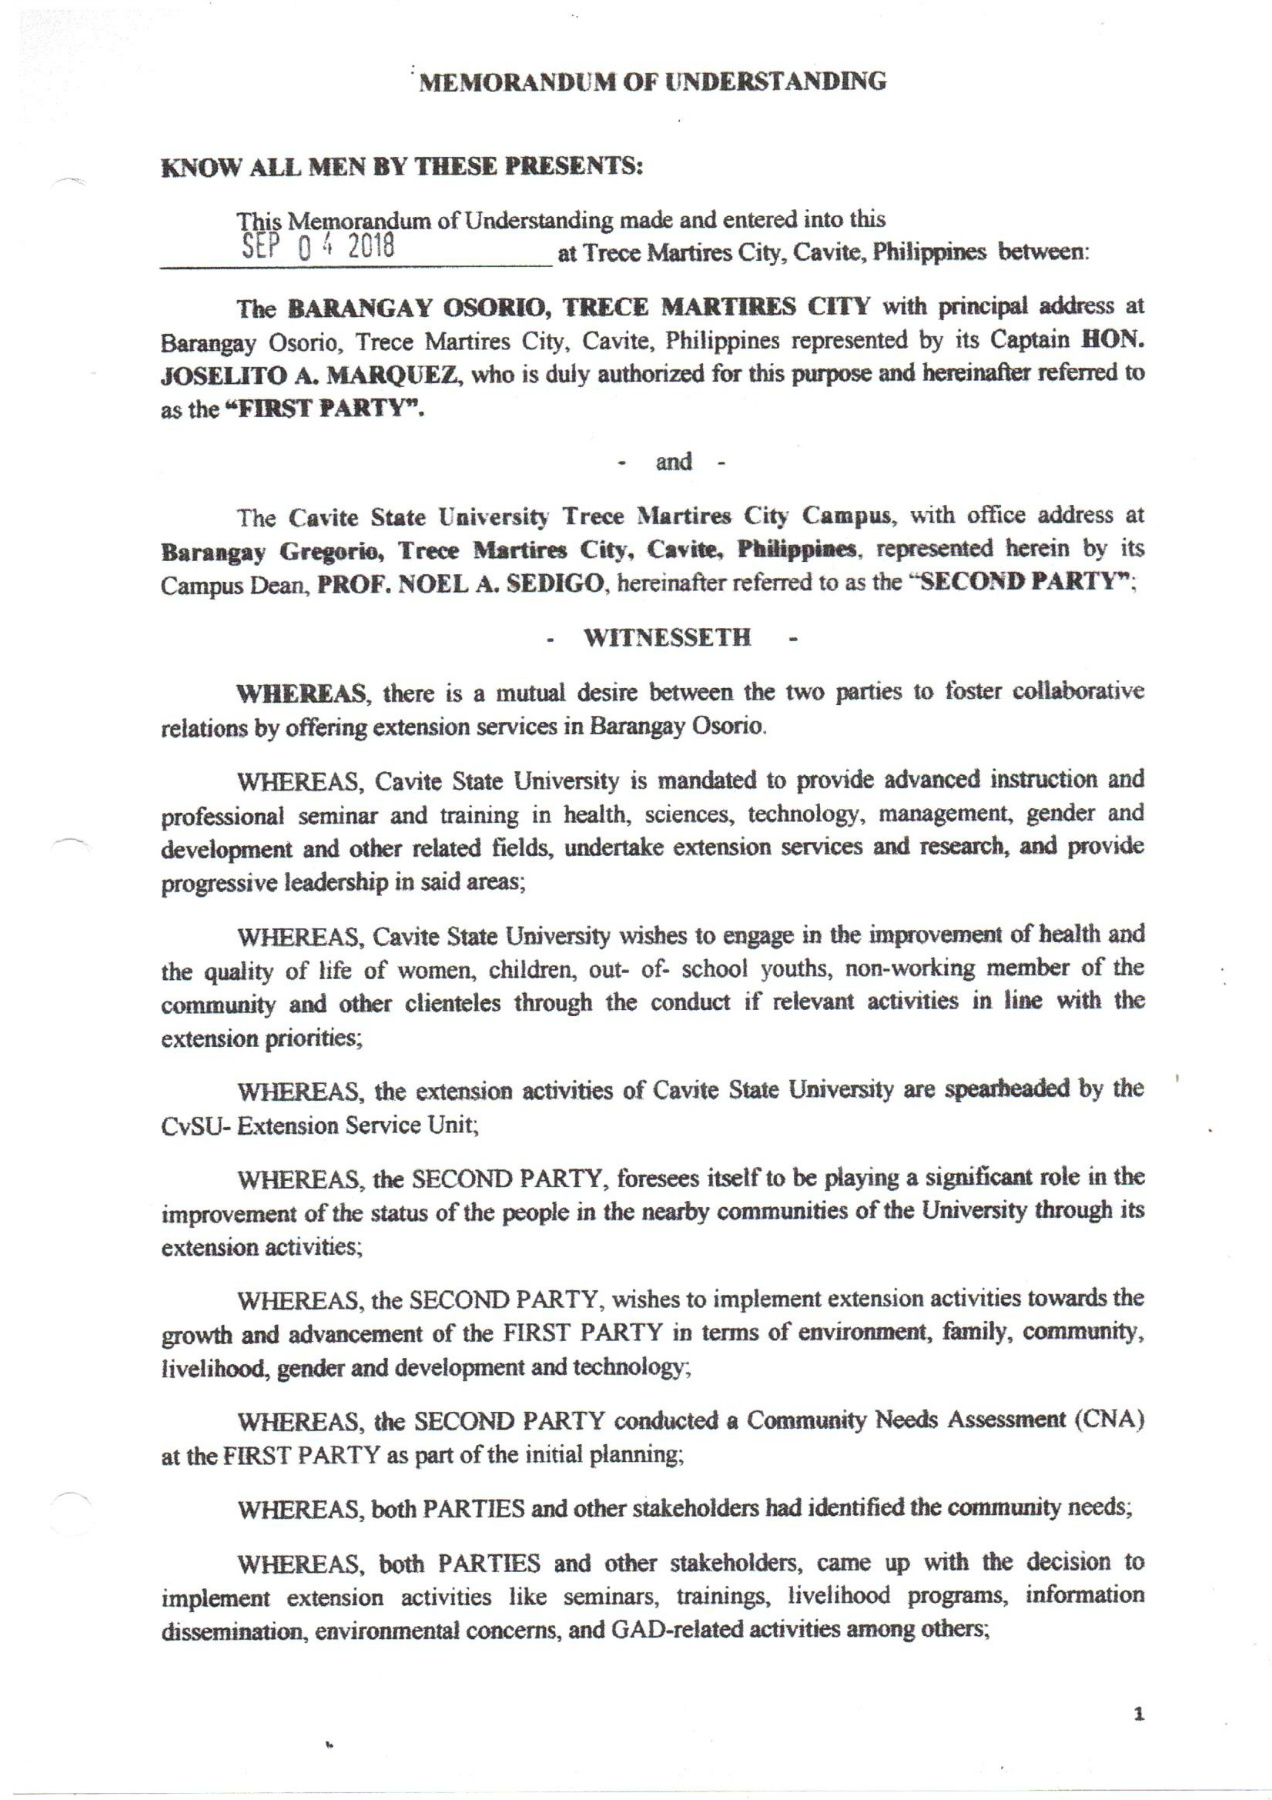 MEMORANDUM OF UNDERSTANDING
KNOW ALL MEN BY THESE PRESENTS:
This Memorandum of Understanding made and entered into this
SEP 04 2018 at Trece Martires City, Cavite, Philippines between:
The BARANGAY OSORIO, TRECE MARTIRES CITY with principal address at
Barangay Osorio, Trece Martires City, Cavite, Philippines represented by its Captain HON.
JOSELITO A. MARQUEZ, who is duly authorized for this purpose and hereinafter referred to
as the “FIRST PARTY”.
- and -
The Cavite State University Trece Martires City Campus, with office address at
Barangay Gregorio, Trece Martires City, Cavite, Philippines, represented herein by its
Campus Dean, PROF. NOEL A. SEDIGO, hereinafter referred to as the “SECOND PARTY”;
- WITNESSETH -
WHEREAS, there is a mutual desire between the two parties to foster collaborative
relations by offering extension services in Barangay Osorio.
WHEREAS, Cavite State University is mandated to provide advanced instruction and
professional seminar and training in health, sciences, technology, management, gender and
development and other related fields, undertake extension services and research, and provide
progressive leadership in said areas;
WHEREAS, Cavite State University wishes to engage in the improvement of health and
the quality of life of women, children, out- of- school youths, non-working member of the
community and other clienteles through the conduct if relevant activities in line with the
extension priorities;
WHEREAS, the extension activities of Cavite State University are spearheaded by the
CvSU- Extension Service Unit;
WHEREAS, the SECOND PARTY, foresees itself to be playing a significant role in the
improvement of the status of the people in the nearby communities of the University through its
extension activities;
WHEREAS, the SECOND PARTY, wishes to implement extension activities towards the
growth and advancement of the FIRST PARTY in terms of environment, family, community,
livelihood, gender and development and technology;
WHEREAS, the SECOND PARTY conducted a Community Needs Assessment (CNA)
at the FIRST PARTY as part of the initial planning;
WHEREAS, both PARTIES and other stakeholders had identified the community needs;
WHEREAS, both PARTIES and other stakeholders, came up with the decision to
implement extension activities like seminars, trainings, livelihood programs, information
dissemination, environmental concerns, and GAD-related activities among others;
1